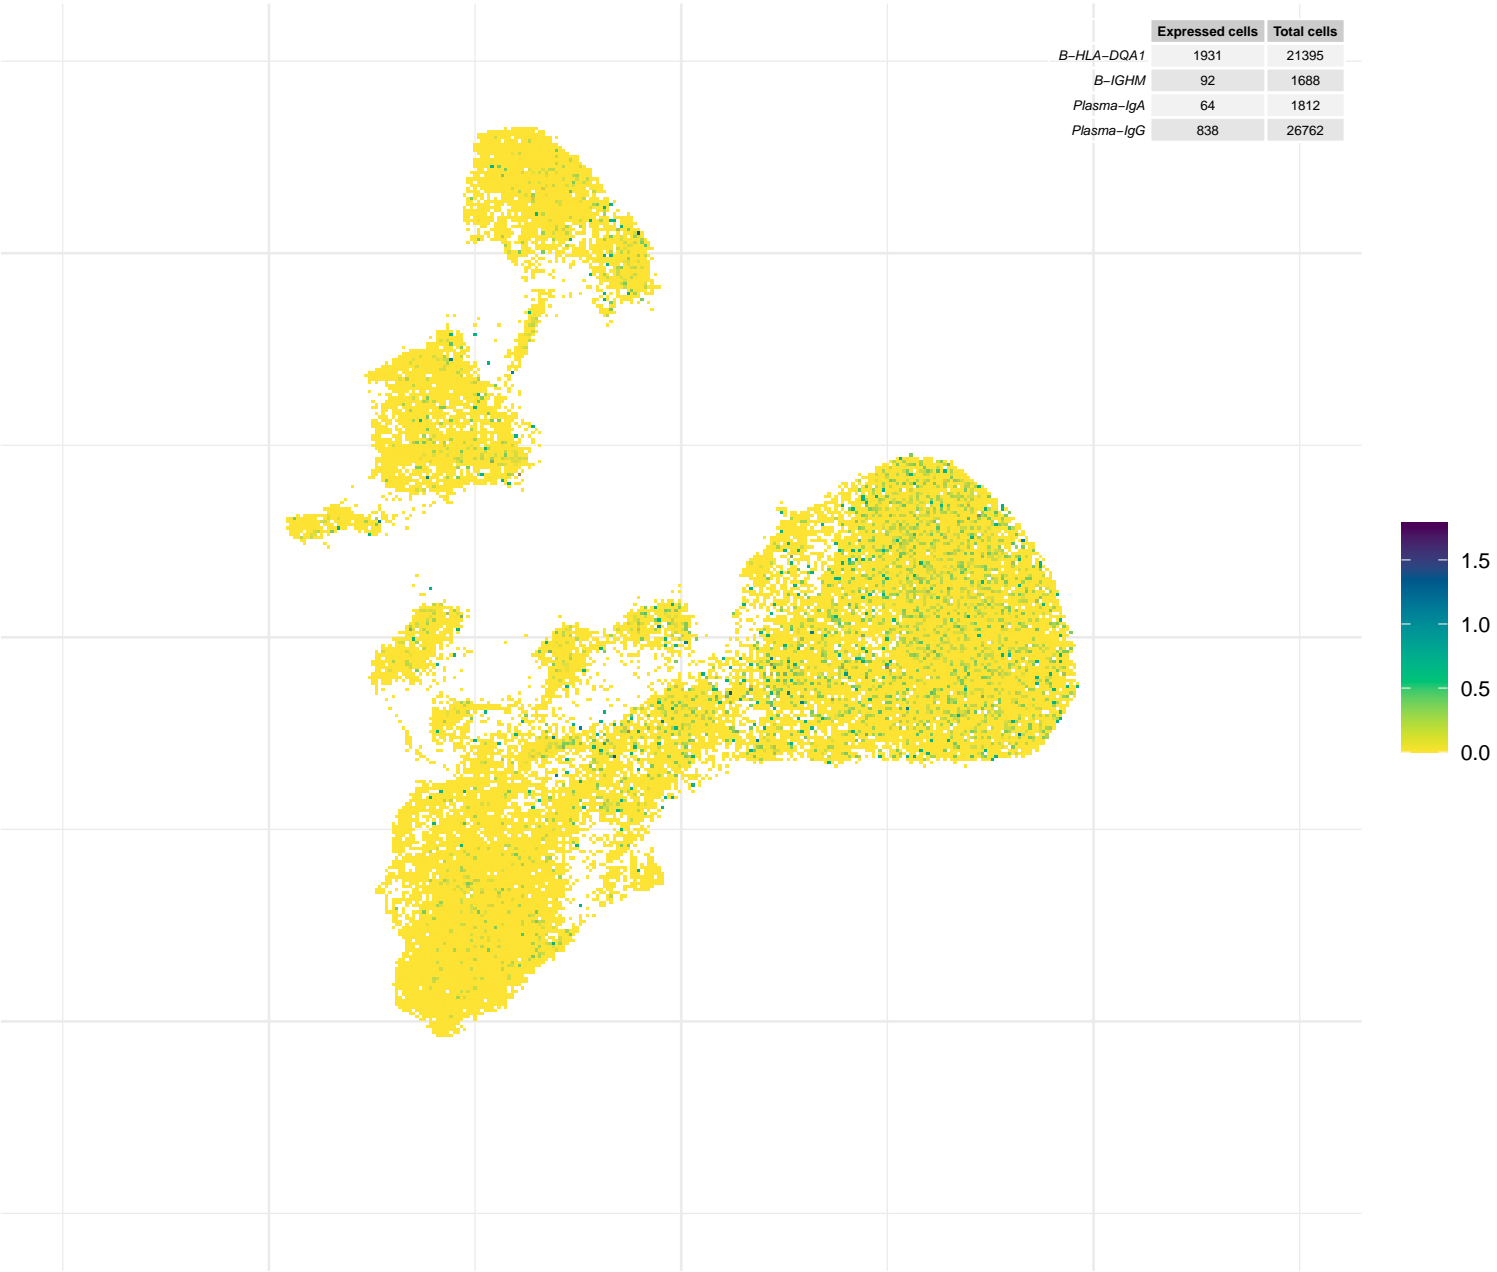 Expressed cells Total cells
B–HLA–DQA1 1931 21395
B–IGHM 92 1688
Plasma–IgA 64 1812
Plasma–IgG 838 26762
1.5
1.0
0.5
0.0